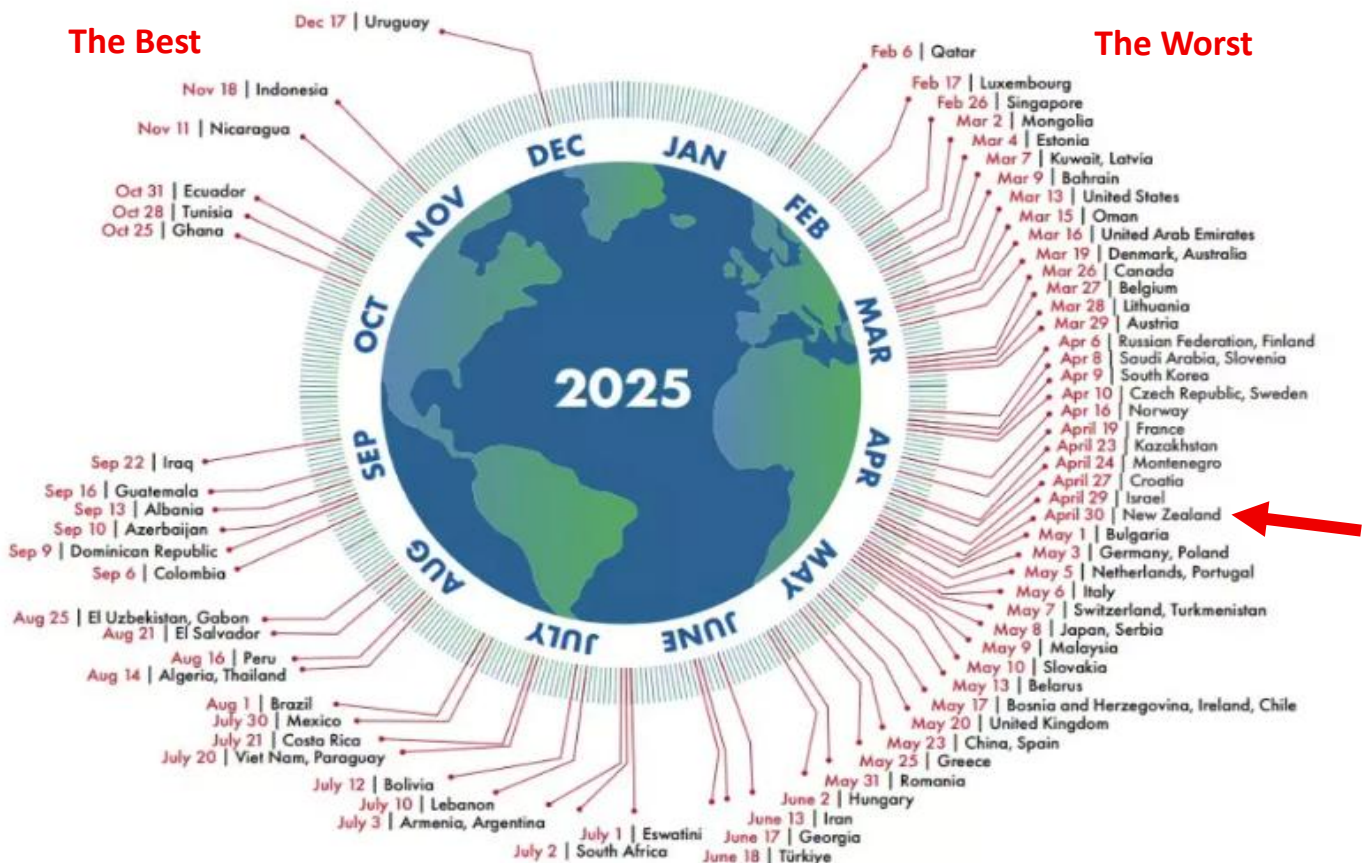 The Best
The Worst
Dec 17 | Uruguay
Nov 18 | Indonesia
Nov 11 | Nicaragua
Oct 31 | Ecuador
Oct 28 | Tunisia
Oct 25 | Ghana
Sep 22 | Iraq
Sep 16 | Guatemala
Sep 13 | Albania
Sep 10 | Azerbaijan
Sep 9 | Dominican Republic
Sep 6 | Colombia
Aug 25 | El Uzbekistan, Gabon
Aug 21 | El Salvador
Aug 16 | Peru
Aug 14 | Algeria, Thailand
Aug 1 | Brazil
July 30 | Mexico
July 21 | Costa Rica
July 20 | Viet Nam, Paraguay
July 12 | Bolivia
July 10 | Lebanon
July 3 | Armenia, Argentina
July 2 | South Africa
July 1 | Eswatini
JAN
FEB
MAR
APR
MAY
JUNE
JULY
AUG
SEP
OCT
NOV
DEC
2025
Feb 6 | Qatar
Feb 17 | Luxembourg
Feb 26 | Singapore
Mar 2 | Mongolia
Mar 4 | Estonia
Mar 7 | Kuwait, Latvia
Mar 9 | Bahrain
Mar 13 | United States
Mar 15 | Oman
Mar 16 | United Arab Emirates
Mar 19 | Denmark, Australia
Mar 26 | Canada
Mar 27 | Belgium
Mar 28 | Lithuania
Mar 29 | Austria
Apr 6 | Russian Federation, Finland
Apr 8 | Saudi Arabia, Slovenia
Apr 9 | South Korea
Apr 10 | Czech Republic, Sweden
Apr 16 | Norway
April 19 | France
April 23 | Kazakhstan
April 24 | Montenegro
April 27 | Croatia
April 29 | Israel
April 30 | New Zealand
May 1 | Bulgaria
May 3 | Germany, Poland
May 5 | Netherlands, Portugal
May 6 | Italy
May 7 | Switzerland, Turkmenistan
May 8 | Japan, Serbia
May 9 | Malaysia
May 10 | Slovakia
May 13 | Belarus
May 17 | Bosnia and Herzegovina, Ireland, Chile
May 20 | United Kingdom
May 23 | China, Spain
May 25 | Greece
May 31 | Romania
June 2 | Hungary
June 13 | Iran
June 17 | Georgia
June 18 | Türkiye